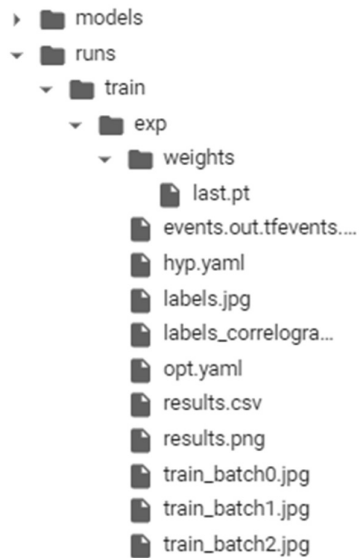 models
runs
train
exp
weights
last.pt
events.out.tfevents....
hyp.yaml
labels.jpg
labels_correlogra...
opt.yaml
results.csv
results.png
train_batch0.jpg
train_batch1.jpg
train_batch2.jpg